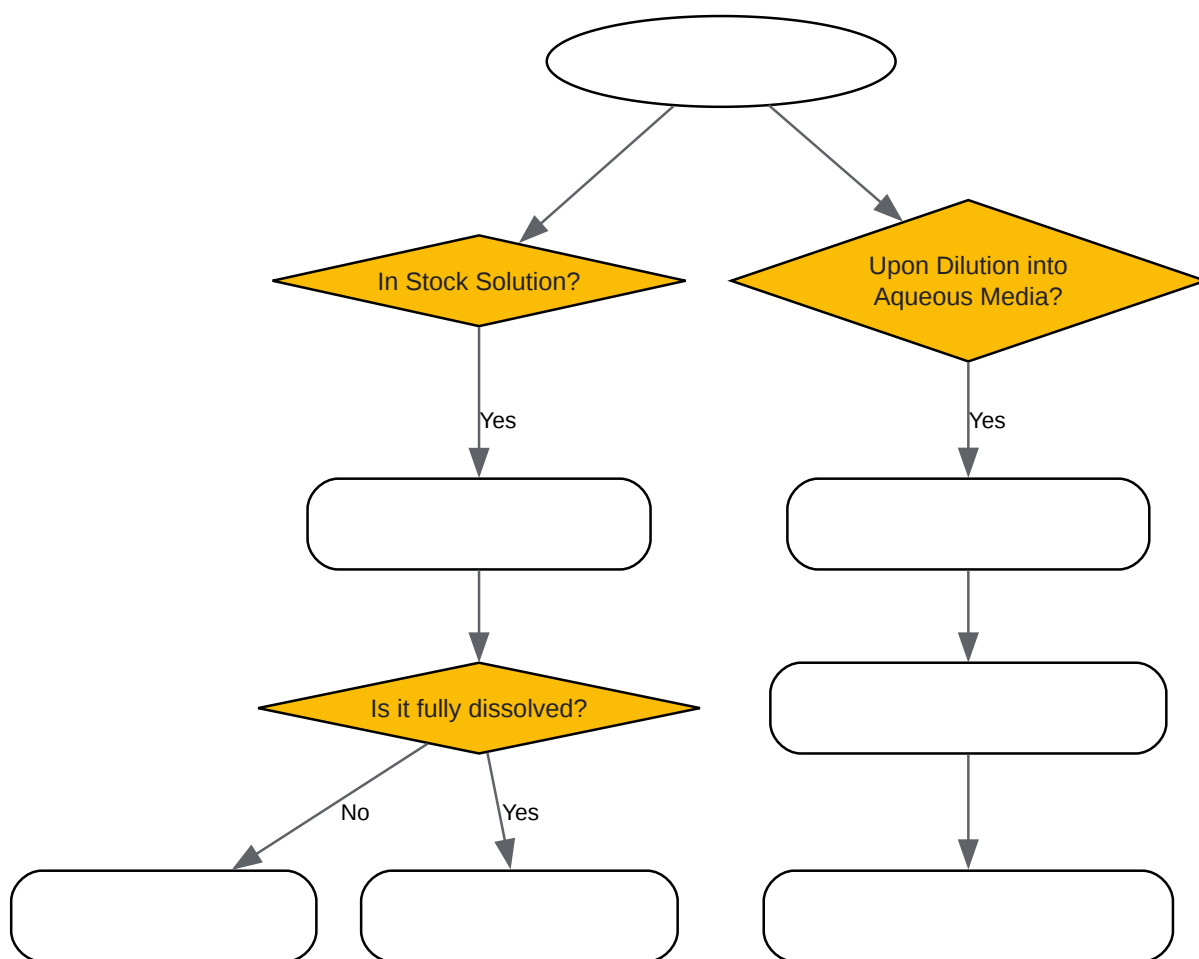 In Stock Solution?
Upon Dilution into
Aqueous Media?
Yes
Yes
Is it fully dissolved?
No
Yes